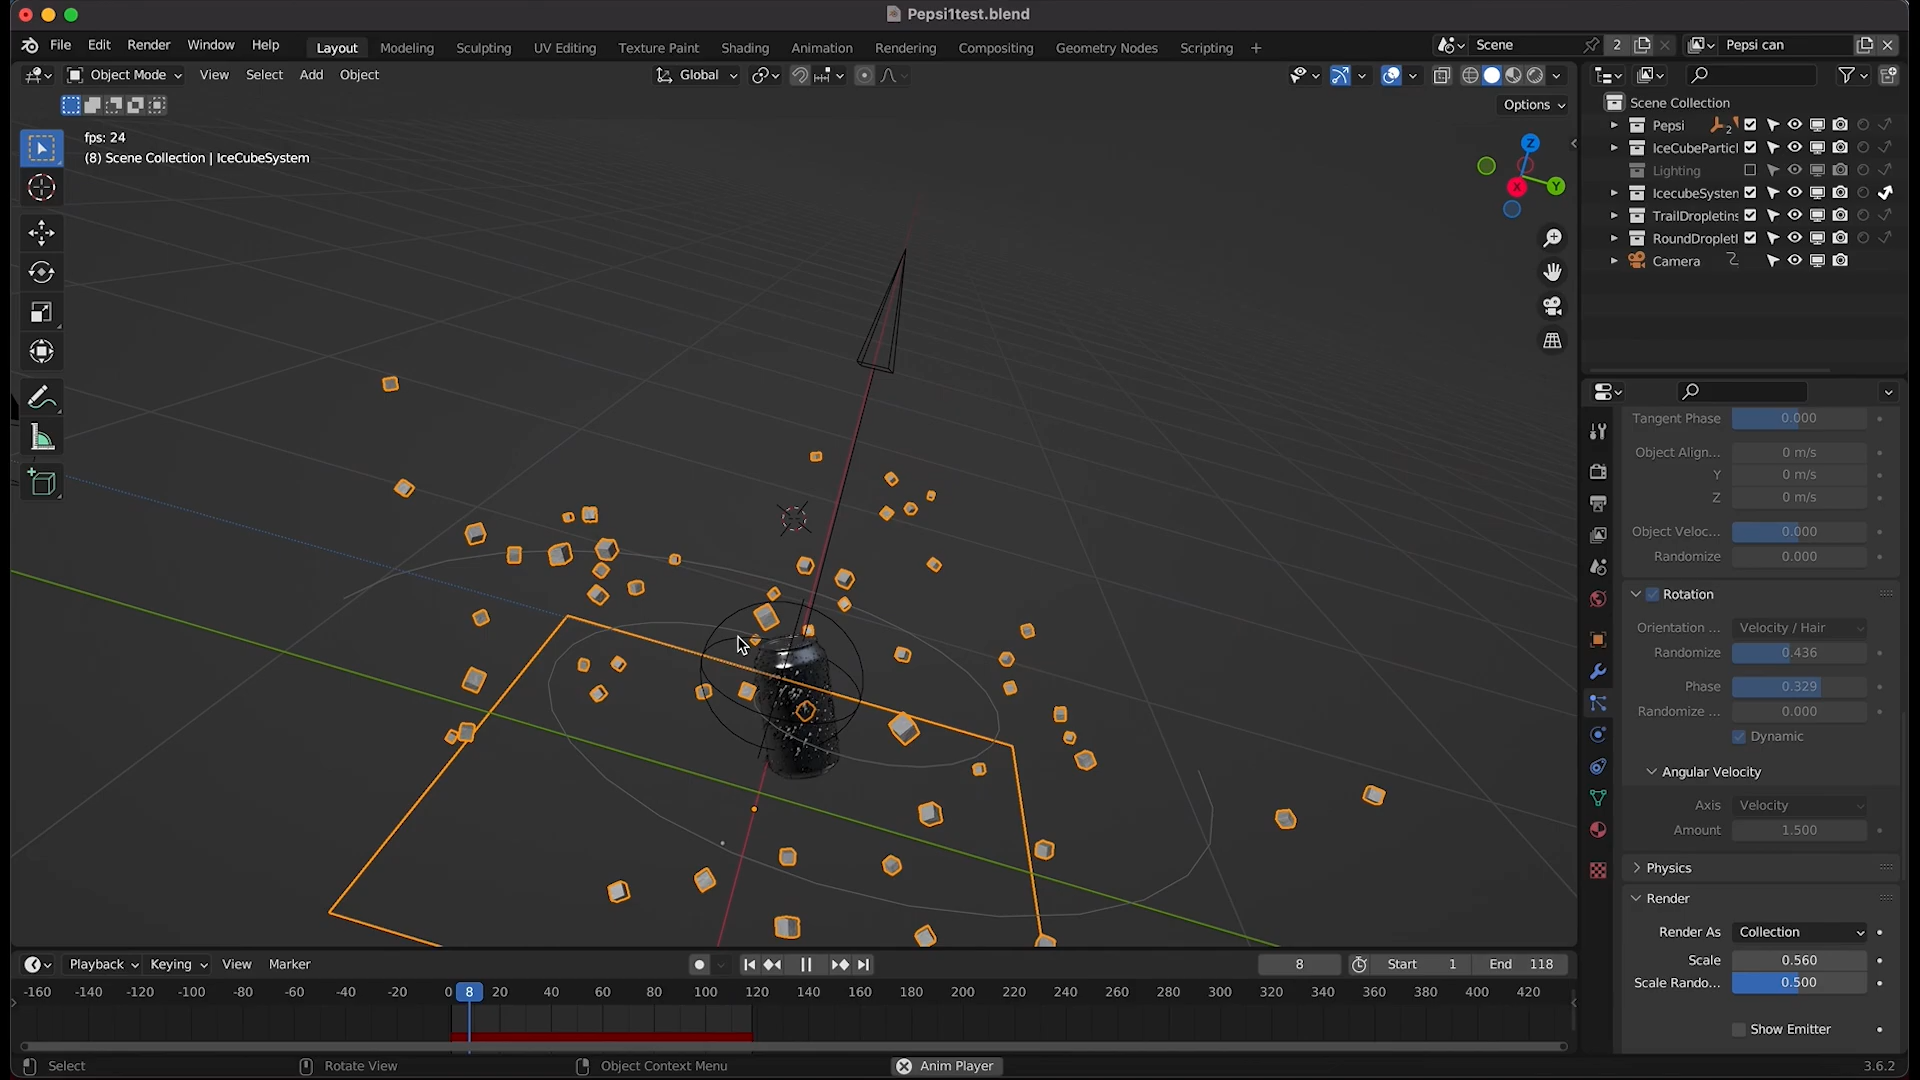 Pepsi1test.blend
File Edit Render Window Help Layout Modeling Sculpting UV Editing Texture Paint Shading Animation Rendering Compositing Geometry Nodes Scripting + Scene 2 Pepsi can
Object Mode View Select Add Object Global
Options
fps: 24
(8) Scene Collection | IceCubeSystem
Z
Y
X
Scene Collection
Pepsi 2
IceCubeParticl
Lighting
IcecubeSystem
TrailDropletins
RoundDropletI
Camera
Tangent Phase 0.000
Object Align... 0 m/s
Y 0 m/s
Z 0 m/s
Object Veloc... 0.000
Randomize 0.000
Rotation
Orientation ... Velocity / Hair
Randomize 0.436
Phase 0.329
Randomize ... 0.000
Dynamic
Angular Velocity
Axis Velocity
Amount 1.500
Physics
Render
Render As Collection
Scale 0.560
Scale Rando... 0.500
Show Emitter
Playback Keying View Marker 8 Start 1 End 118
-160 -140 -120 -100 -80 -60 -40 -20 0 8 20 40 60 80 100 120 140 160 180 200 220 240 260 280 300 320 340 360 380 400 420
Select Rotate View Object Context Menu Anim Player 3.6.2